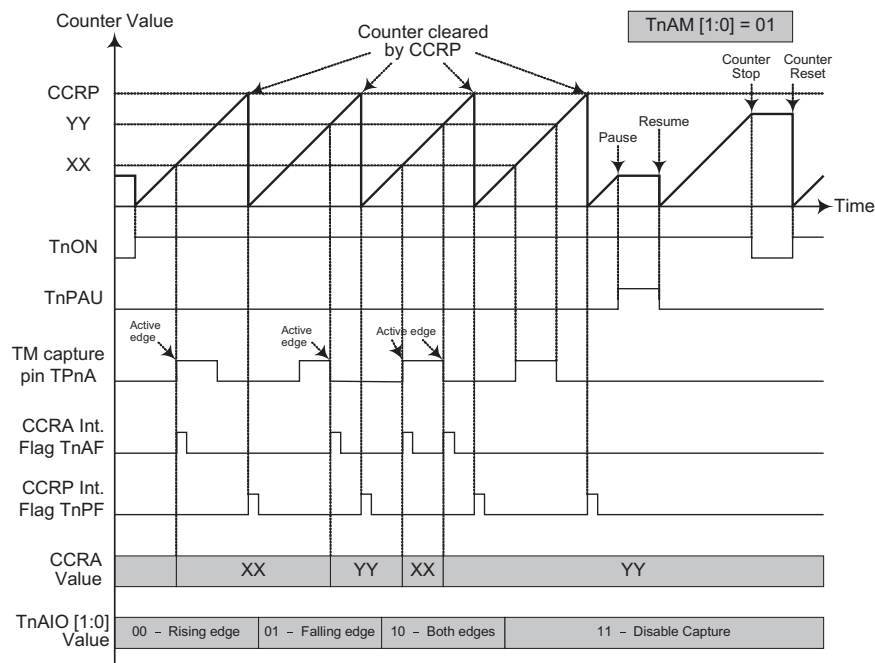 Counter Value
TnAM [1:0] = 01
Counter cleared
by CCRP
Counter
Stop
Counter
Reset
CCRP
YY
XX
Pause
Resume
Time
TnON
TnPAU
Active
edge
Active
edge
Active edge
TM capture
pin TPnA
CCRA Int.
Flag TnAF
CCRP Int.
Flag TnPF
CCRA
Value
XX
YY
XX
YY
TnAIO [1:0]
Value
00 – Rising edge
01 – Falling edge
10 – Both edges
11 – Disable Capture